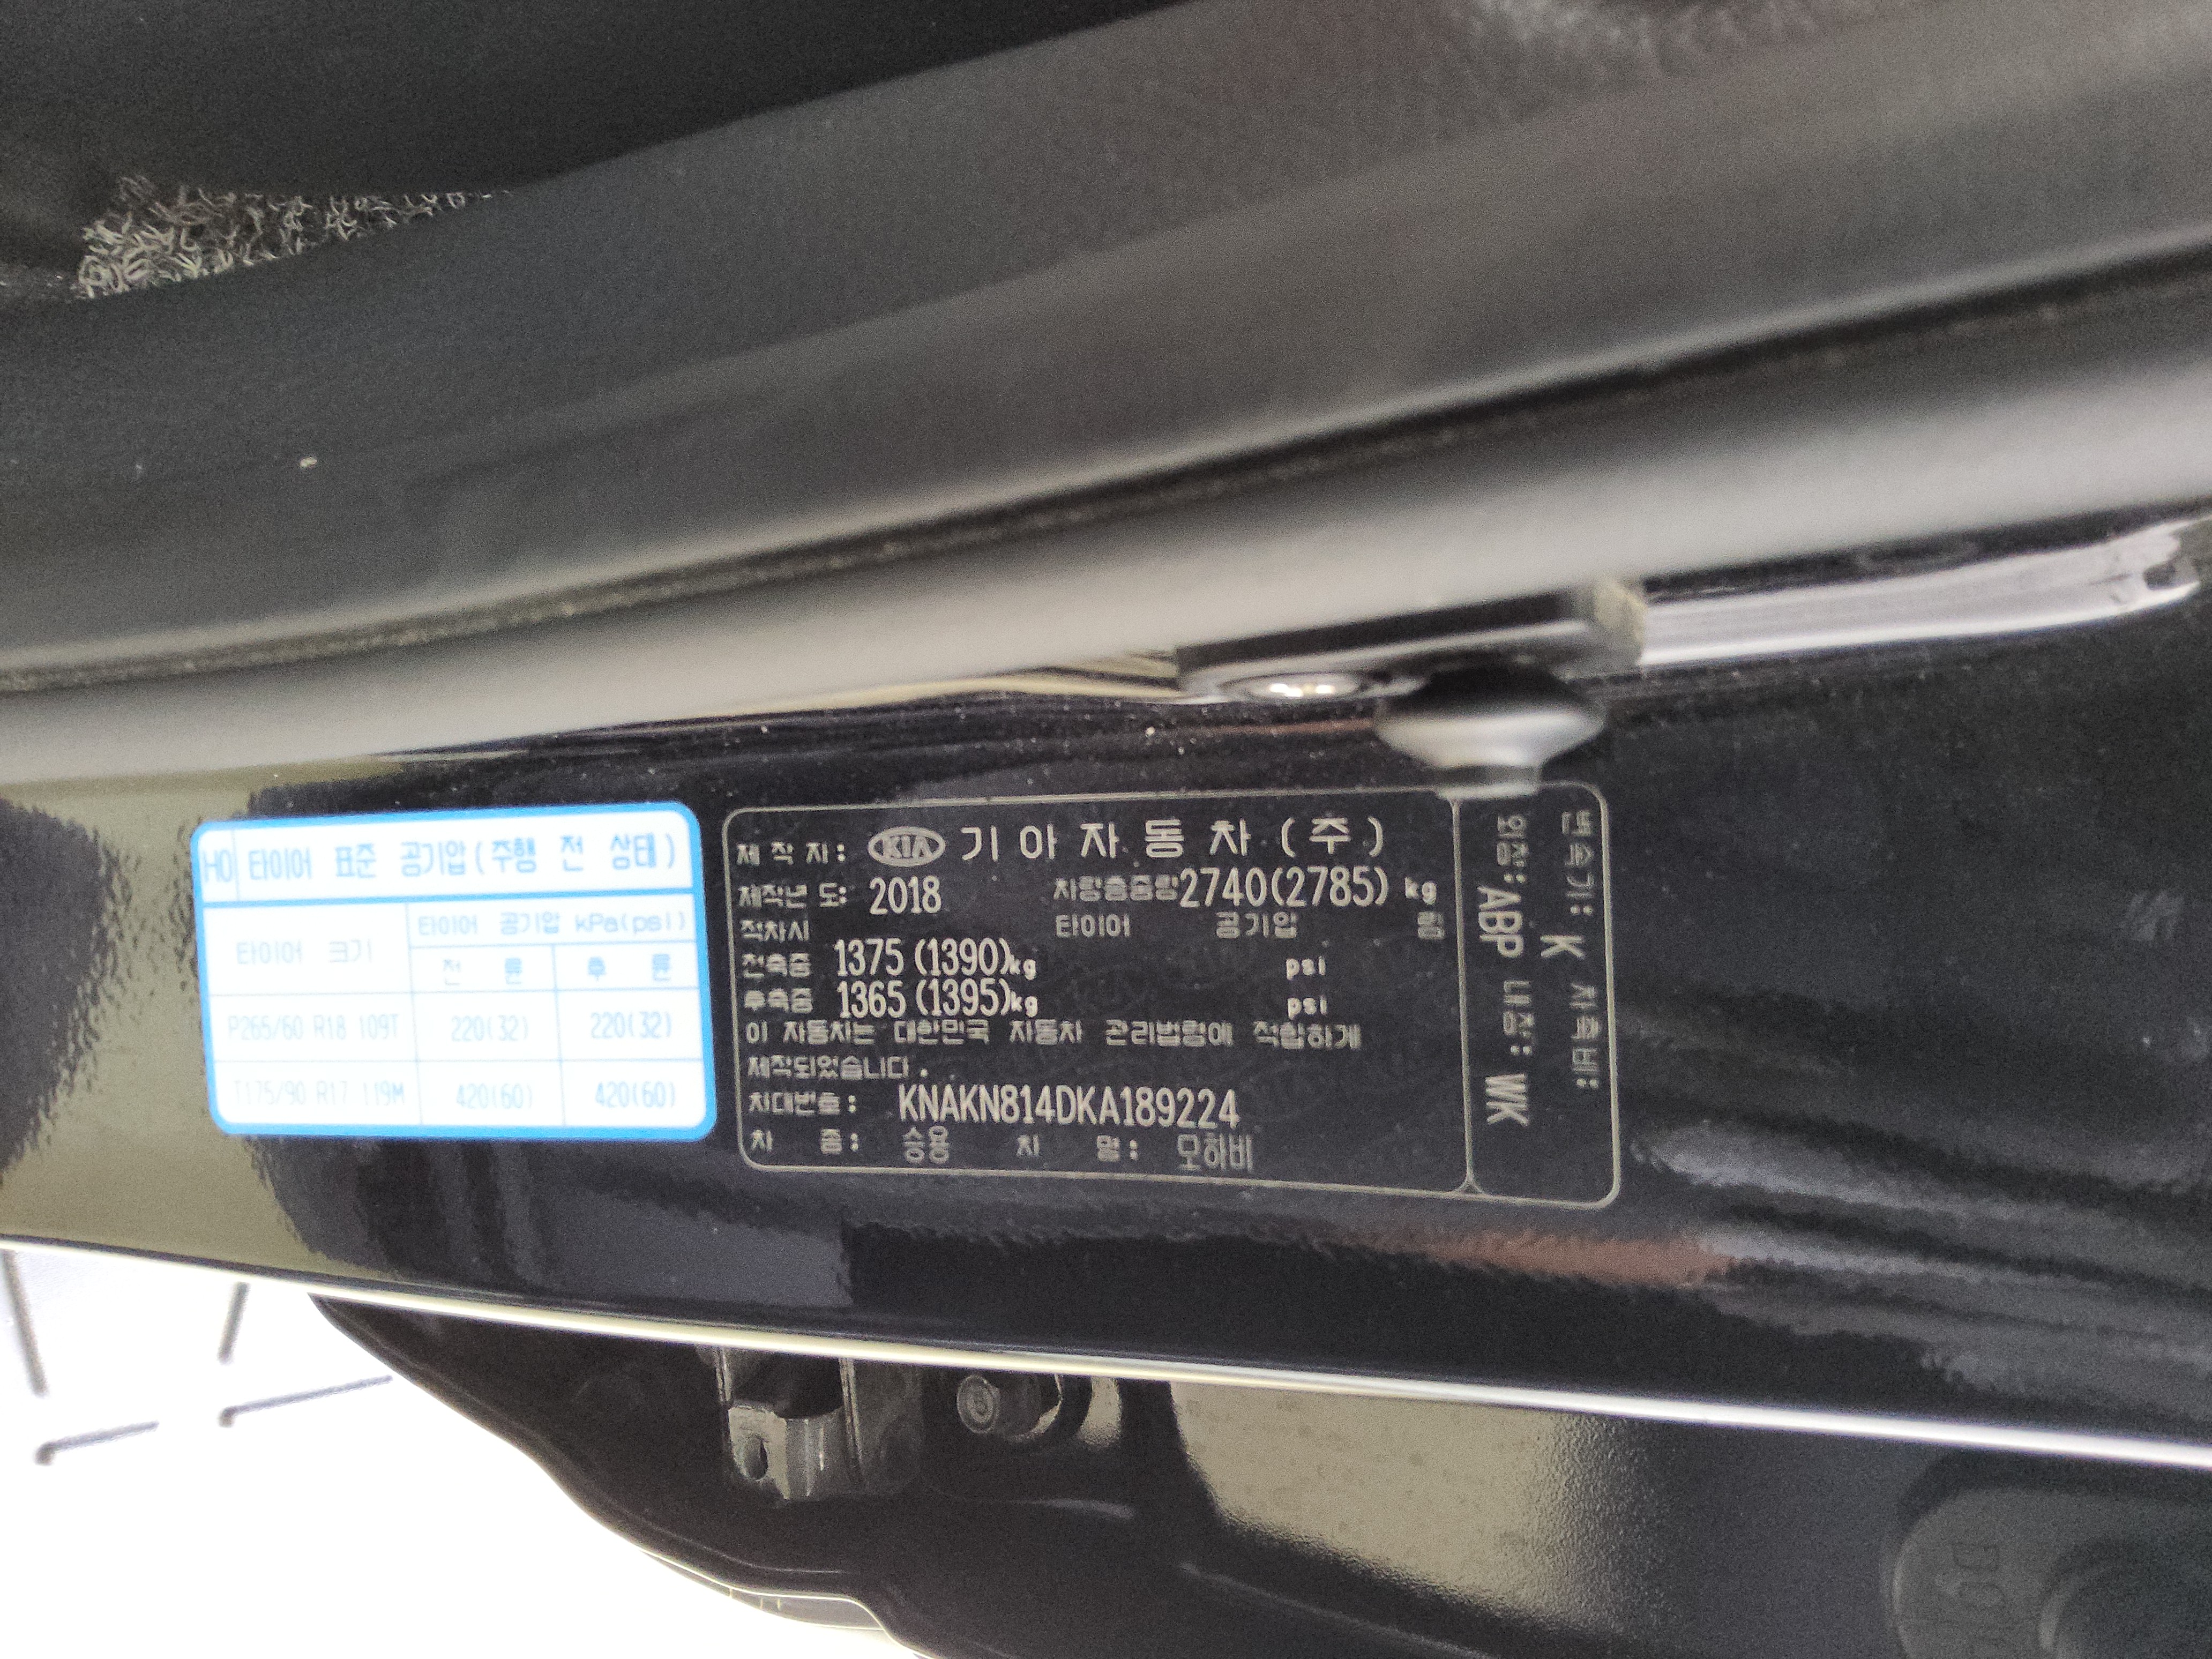 HO 타이어 표준 공기압(주행 전 상태)
타이어 크기
타이어 공기압 kPa(psi)
전 륜 후 륜
P265/60 R18 109T 220(32) 220(32)
T175/90 R17 119M 420(60) 420(60)
제 작 자: KIA 기 아 자 동 차 (주)
제작년 도: 2018 차량총중량 2740(2785) kg
적차시 타이어 공기압 림
전축중 1375 (1390)kg psi
후축중 1365 (1395)kg psi
이 자동차는 대한민국 자동차 관리법령에 적합하게
제작되었습니다.
차대번호: KNAKN814DKA189224
차 종: 승용 차 명: 모하비
변속기: K 차축비:
외장: ABP 내장: WK